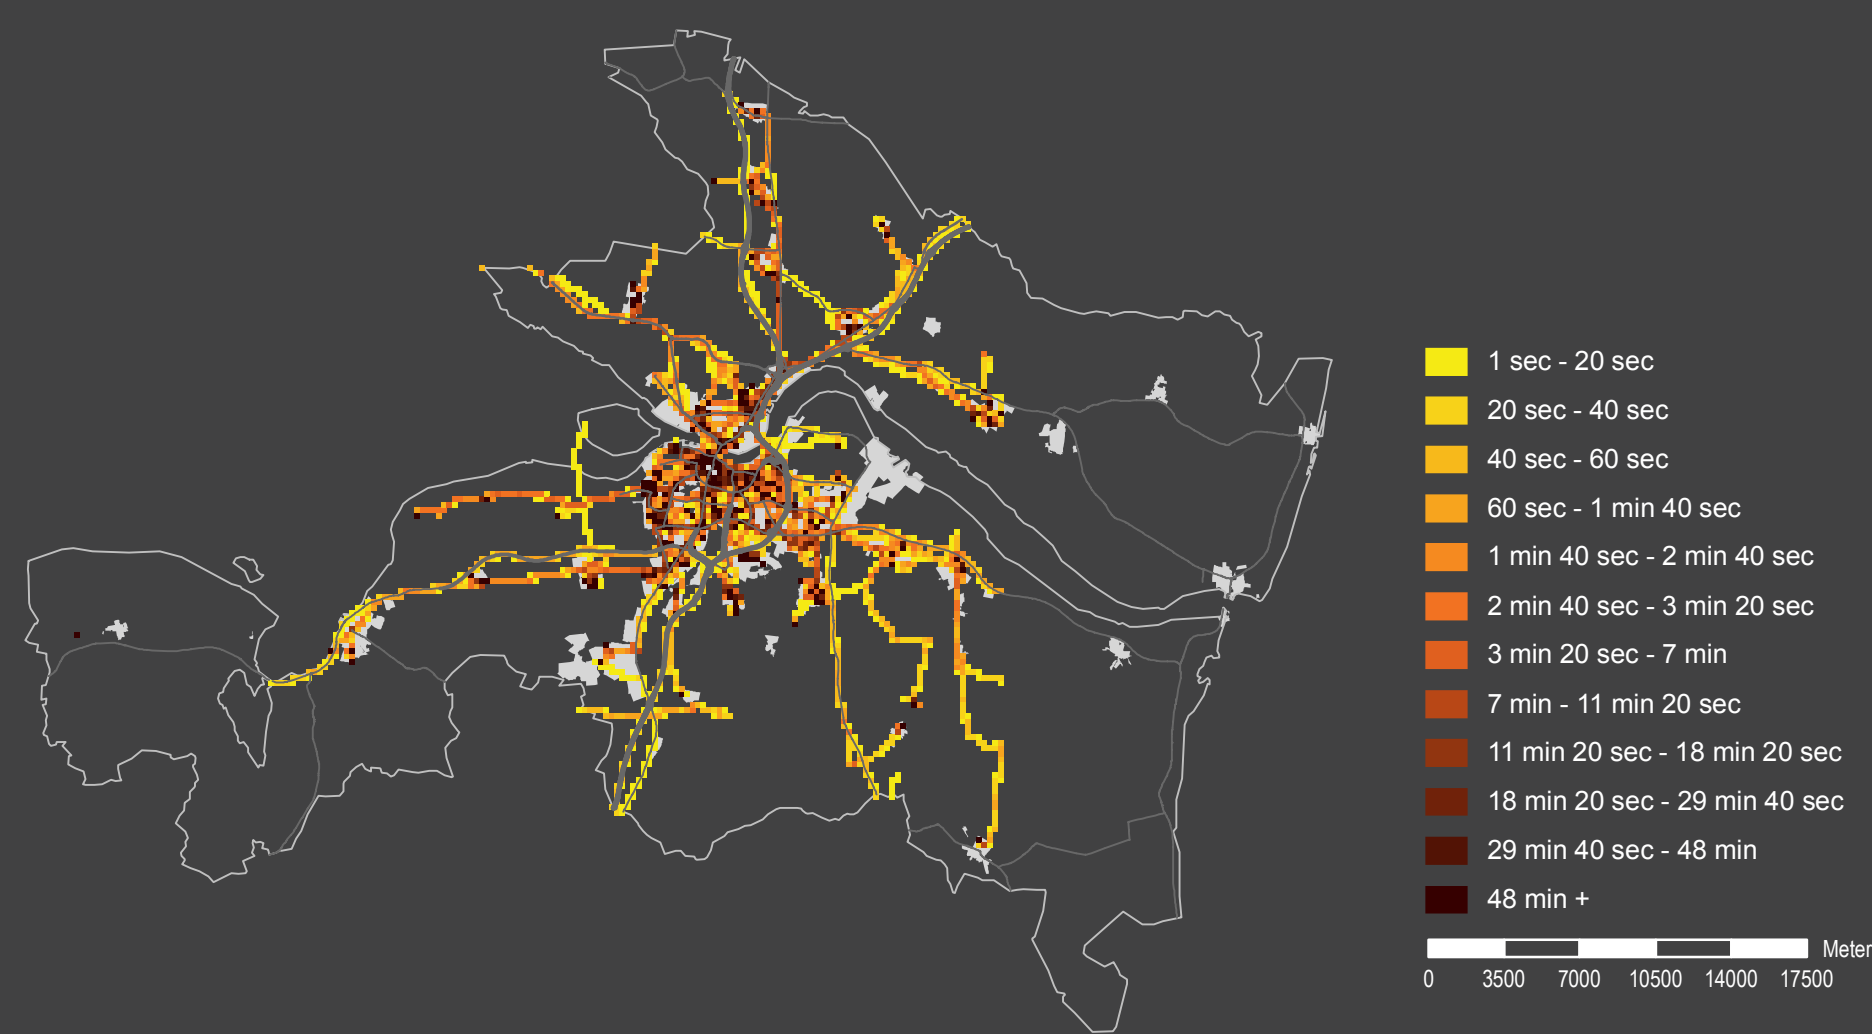 1 sec - 20 sec
20 sec - 40 sec
40 sec - 60 sec
60 sec - 1 min 40 sec
1 min 40 sec - 2 min 40 sec
2 min 40 sec - 3 min 20 sec
3 min 20 sec - 7 min
7 min - 11 min 20 sec
11 min 20 sec - 18 min 20 sec
18 min 20 sec - 29 min 40 sec
29 min 40 sec - 48 min
48 min +
Meter
0 3500 7000 10500 14000 17500